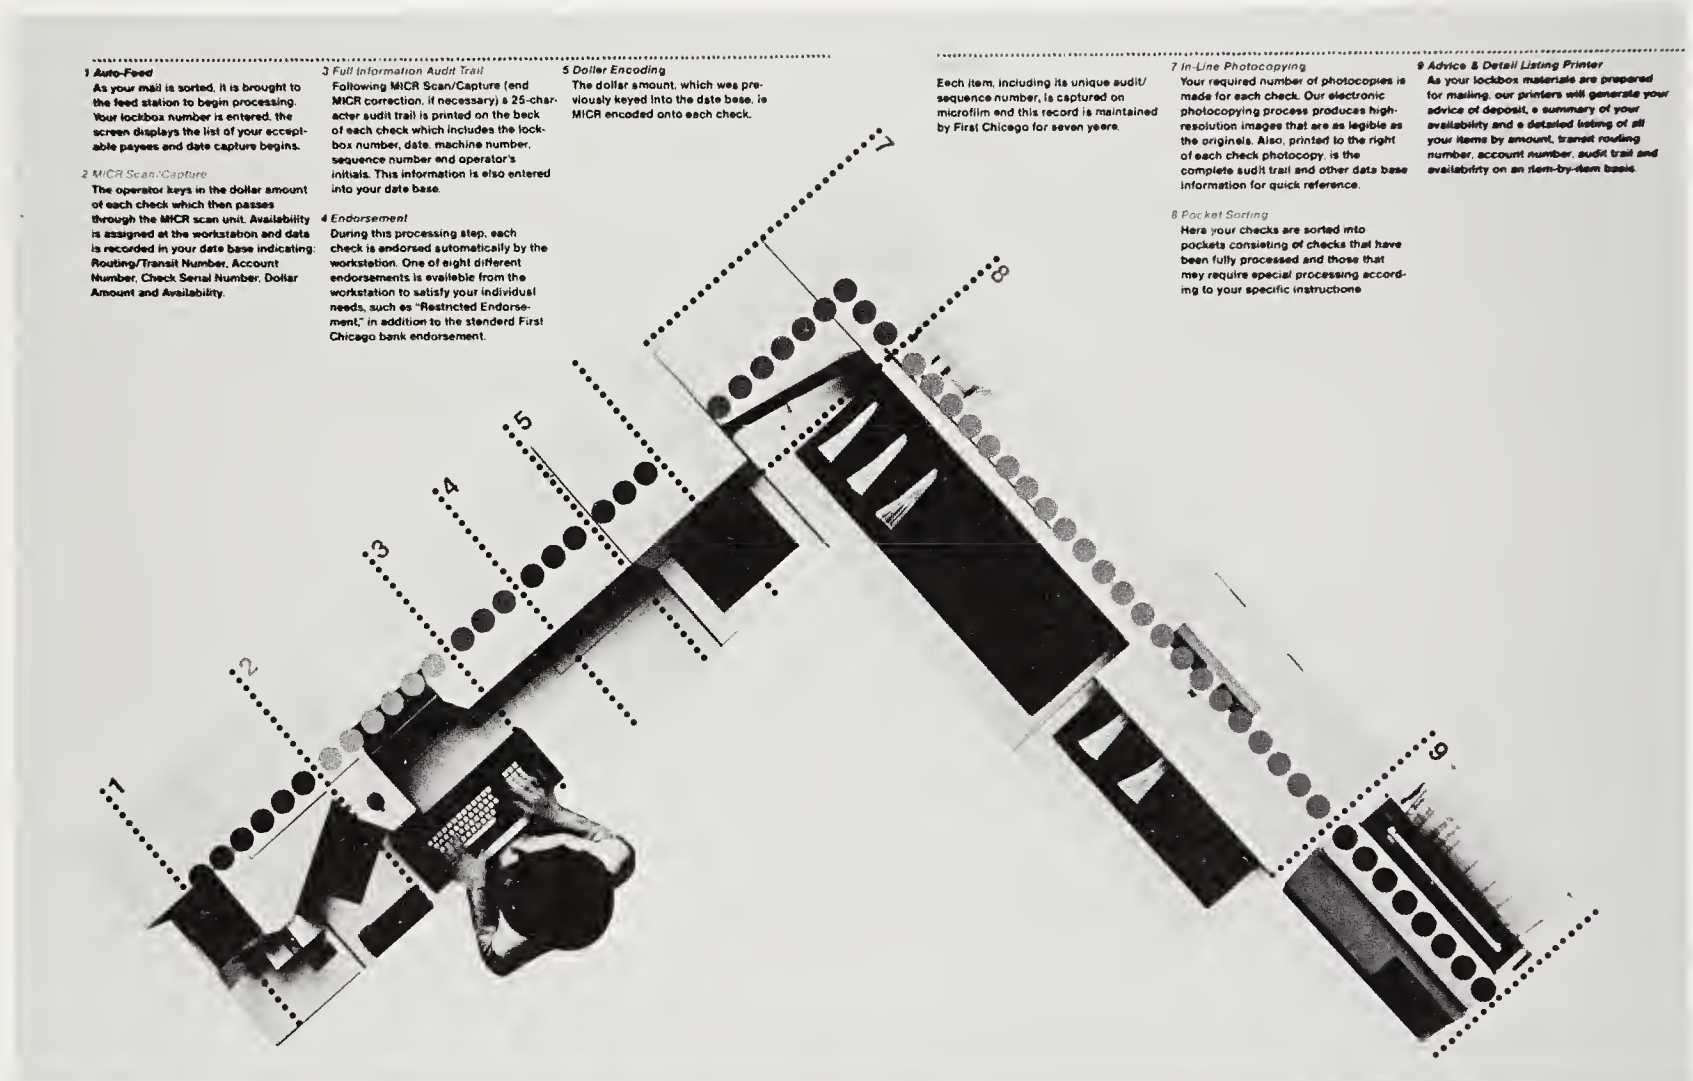 1 Auto-Feed
As your mail is sorted, it is brought to
the feed station to begin processing.
Your lockbox number is entered, the
screen displays the list of your accept-
able payees and data capture begins.
2 MICR Scan/Capture
The operator keys in the dollar amount
of each check which then passes
through the MICR scan unit. Availability
is assigned at the workstation and data
is recorded in your data base indicating:
Routing/Transit Number, Account
Number, Check Serial Number, Dollar
Amount and Availability.
3 Full Information Audit Trail
Following MICR Scan/Capture (and
MICR correction, if necessary) a 25-char-
acter audit trail is printed on the back
of each check which includes the lock-
box number, date, machine number,
sequence number and operator's
initials. This information is also entered
into your data base.
4 Endorsement
During this processing step, each
check is endorsed automatically by the
workstation. One of eight different
endorsements is available from the
workstation to satisfy your individual
needs, such as "Restricted Endorse-
ment," in addition to the standard First
Chicago bank endorsement.
5 Dollar Encoding
The dollar amount, which was pre-
viously keyed into the data base, is
MICR encoded onto each check.
Each item, including its unique audit/
sequence number, is captured on
microfilm and this record is maintained
by First Chicago for seven years.
7 In-Line Photocopying
Your required number of photocopies is
made for each check. Our electronic
photocopying process produces high-
resolution images that are as legible as
the originals. Also, printed to the right
of each check photocopy, is the
complete audit trail and other data base
information for quick reference.
8 Pocket Sorting
Here your checks are sorted into
pockets consisting of checks that have
been fully processed and those that
may require special processing accord-
ing to your specific instructions
9 Advice & Detail Listing Printer
As your lockbox materials are prepared
for mailing, our printers will generate your
advice of deposit, a summary of your
availability and a detailed listing of all
your items by amount, transit routing
number, account number, audit trail and
availability on an item-by-item basis.
1
2
3
4
5
7
8
9